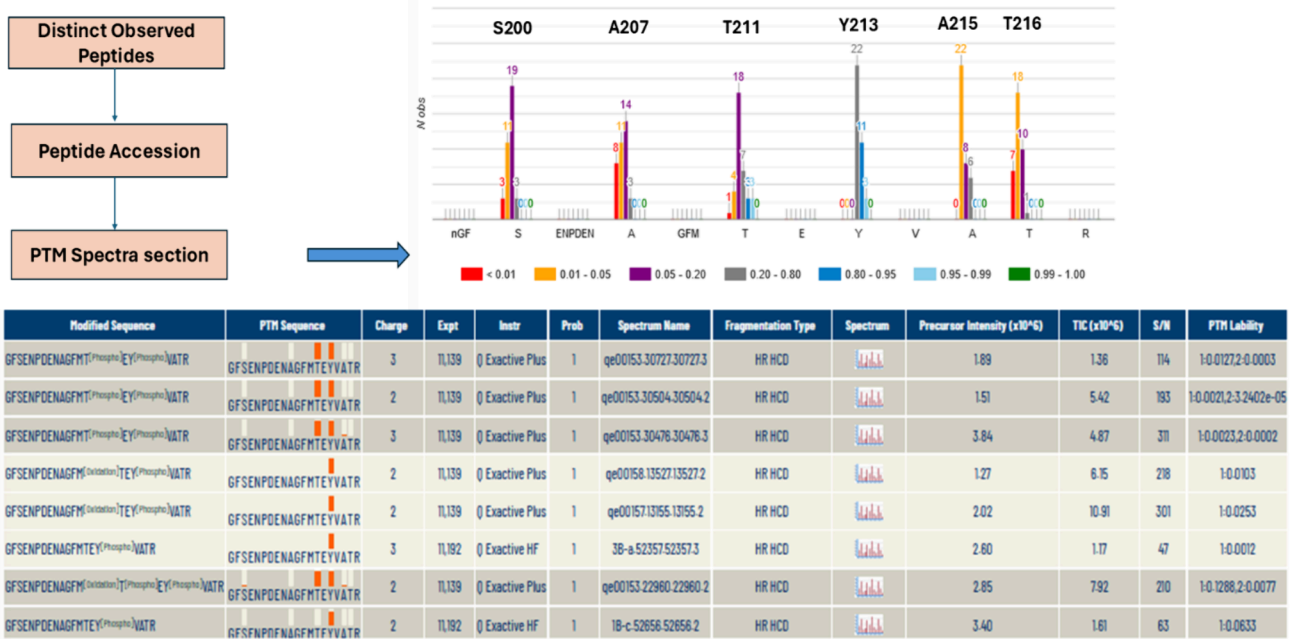 Distinct Observed
Peptides
Peptide Accession
PTM Spectra section
S200 A207 T211 Y213 A215 T216
N obs
3 11 19 3 0 0 0
8 11 14 3 0 0 0
1 4 18 7 3 3 0
0 0 0 22 11 3 0
0 22 8 6 0 0 0
7 18 10 1 0 0 0
nGF S ENPDEN A GFM T E Y V A T R
< 0.01 0.01 - 0.05 0.05 - 0.20 0.20 - 0.80 0.80 - 0.95 0.95 - 0.99 0.99 - 1.00
Modified Sequence PTM Sequence Charge Expt Instr Prob Spectrum Name Fragmentation Type Spectrum Precursor Intensity (x10^6) TIC (x10^6) S/N PTM Lability
GFSENPDENAGFMT[Phospho]EY[Phospho]VATR GFSENPDENAGFMTEYVATR 3 11,139 Q Exactive Plus 1 qe00153.30727.30727.3 HR HCD 1.89 1.36 114 1:0.0127,2:0.0003
GFSENPDENAGFMT[Phospho]EY[Phospho]VATR GFSENPDENAGFMTEYVATR 2 11,139 Q Exactive Plus 1 qe00153.30504.30504.2 HR HCD 1.51 5.42 193 1:0.0021,2:3.2402e-05
GFSENPDENAGFMT[Phospho]EY[Phospho]VATR GFSENPDENAGFMTEYVATR 3 11,139 Q Exactive Plus 1 qe00153.30476.30476.3 HR HCD 3.84 4.87 311 1:0.0023,2:0.0002
GFSENPDENAGFM[Oxidation]TEY[Phospho]VATR GFSENPDENAGFMTEYVATR 2 11,139 Q Exactive Plus 1 qe00158.13527.13527.2 HR HCD 1.27 6.15 218 1:0.0103
GFSENPDENAGFM[Oxidation]TEY[Phospho]VATR GFSENPDENAGFMTEYVATR 2 11,139 Q Exactive Plus 1 qe00157.13155.13155.2 HR HCD 2.02 10.91 301 1:0.0253
GFSENPDENAGFMTEY[Phospho]VATR GFSENPDENAGFMTEYVATR 3 11,192 Q Exactive HF 1 3B-a.52357.52357.3 HR HCD 2.60 1.17 47 1:0.0012
GFSENPDENAGFM[Oxidation]T[Phospho]EY[Phospho]VATR GFSENPDENAGFMTEYVATR 2 11,139 Q Exactive Plus 1 qe00153.22960.22960.2 HR HCD 2.85 7.92 210 1:0.1288,2:0.0077
GFSENPDENAGFMTEY[Phospho]VATR GFSENPDENAGFMTEYVATR 2 11,192 Q Exactive HF 1 1B-c.52656.52656.2 HR HCD 3.40 1.61 63 1:0.0633